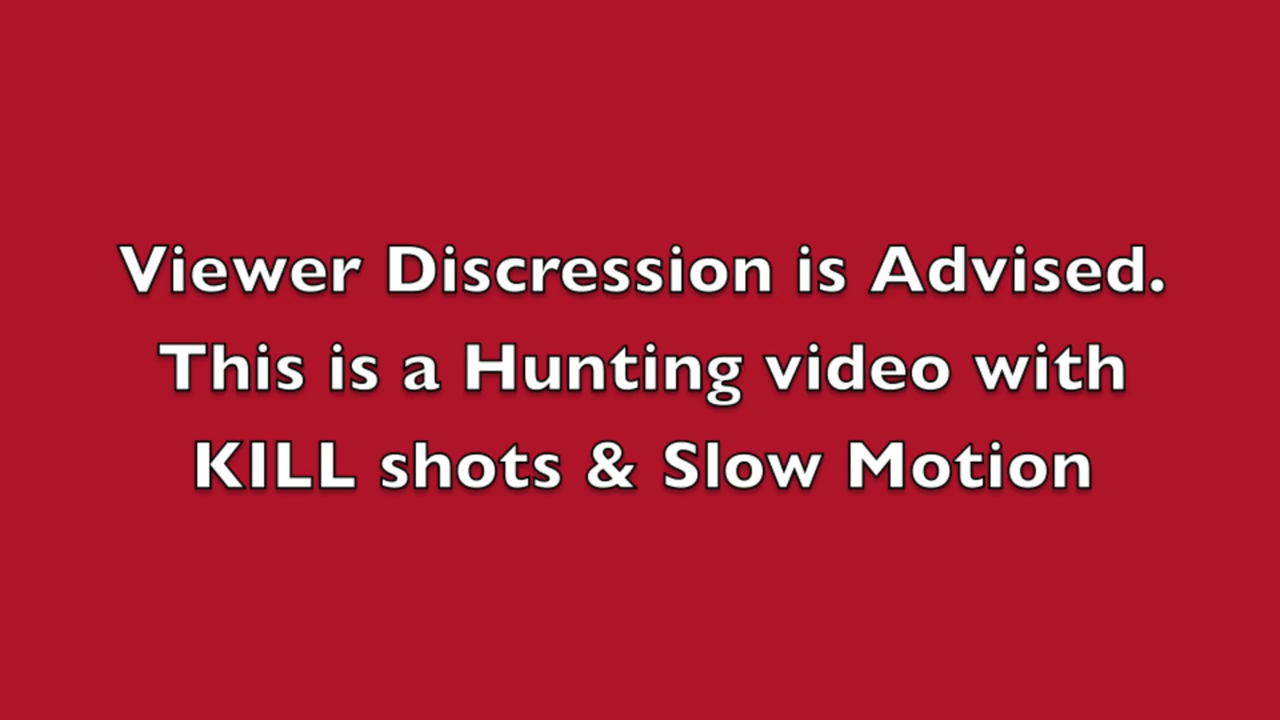 Viewer Discression is Advised.
This is a Hunting video with
KILL shots & Slow Motion